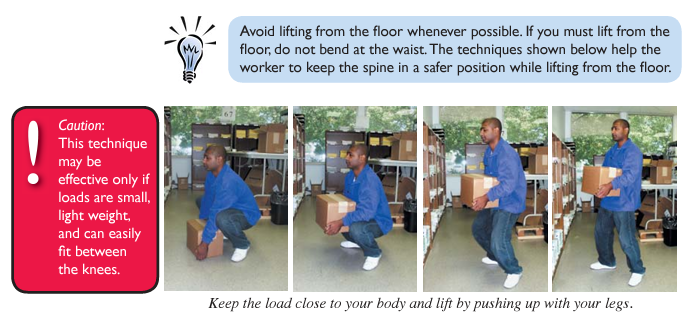 Avoid lifting from the floor whenever possible. If you must lift from the
floor, do not bend at the waist. The techniques shown below help the
worker to keep the spine in a safer position while lifting from the floor.
Caution:
This technique
may be
effective only if
loads are small,
light weight,
and can easily
fit between
the knees.
67
Keep the load close to your body and lift by pushing up with your legs.